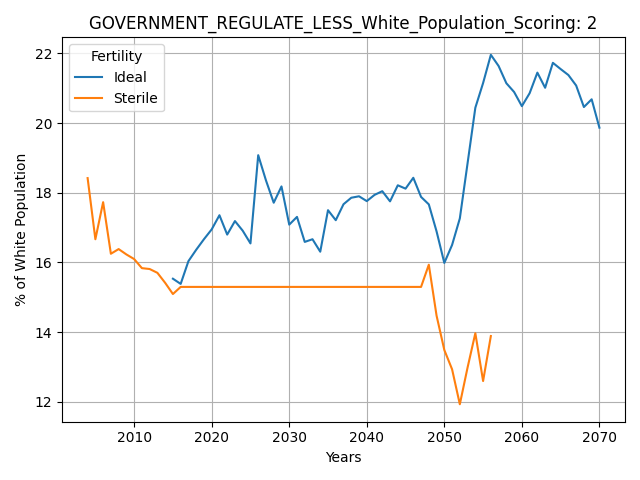 GOVERNMENT_REGULATE_LESS_White_Population_Scoring: 2
Fertility
Ideal
Sterile
% of White Population
22
20
18
16
14
12
2010 2020 2030 2040 2050 2060 2070
Years